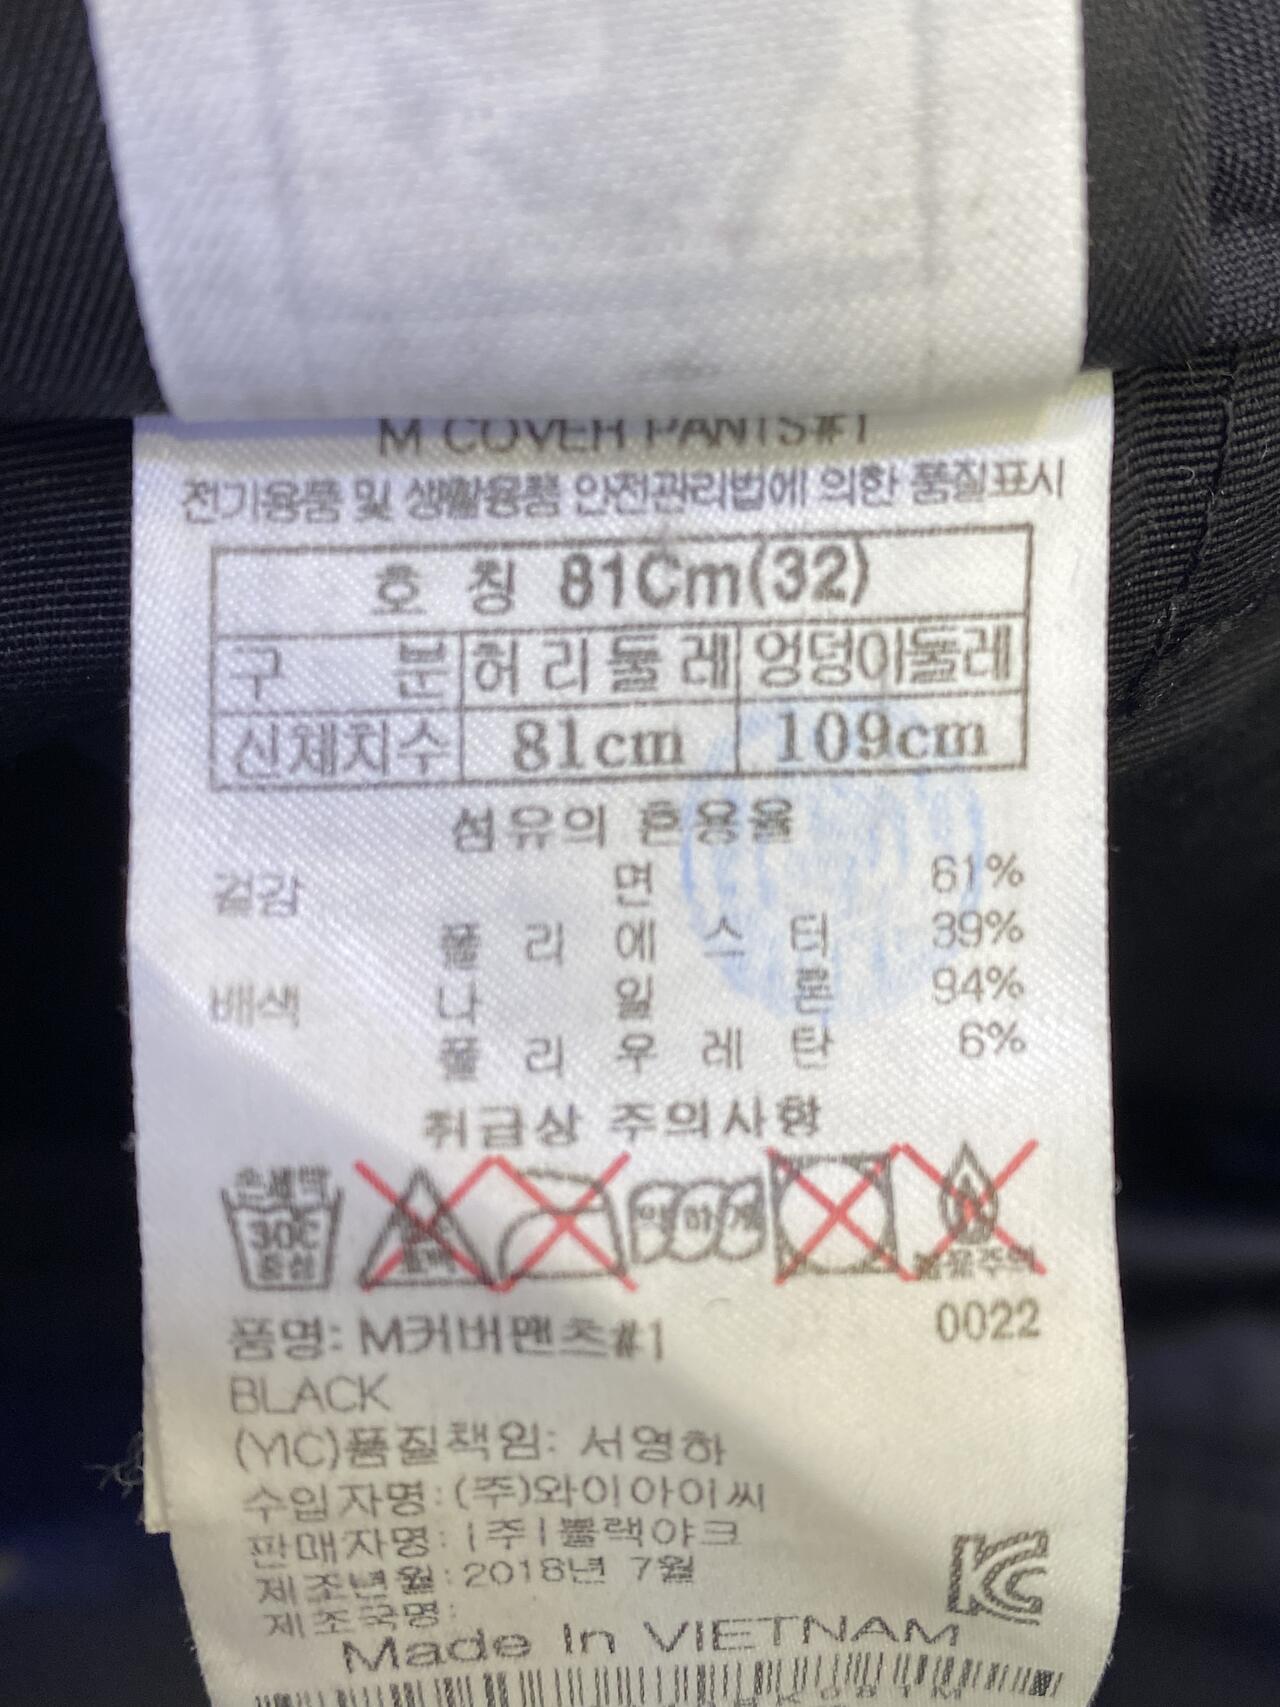 M COVER PANTS#1
전기용품 및 생활용품 안전관리법에 의한 품질표시
호 칭 81Cm(32)
구 분 허리둘레 엉덩이둘레
신체치수 81cm 109cm
섬유의 혼용율
겉감 면 61%
폴 리 에 스 터 39%
배색 나 일 론 94%
폴 리 우 레 탄 6%
취급상 주의사항
손세탁 30℃ 중성 약하게 불꽃주의
품명: M커버팬츠#1 0022
BLACK
(YIC)품질책임: 서영하
수입자명: (주)와이아이씨
판매자명: (주)블랙야크
제조년월: 2018년 7월
제조국명:
KC
Made In VIETNAM